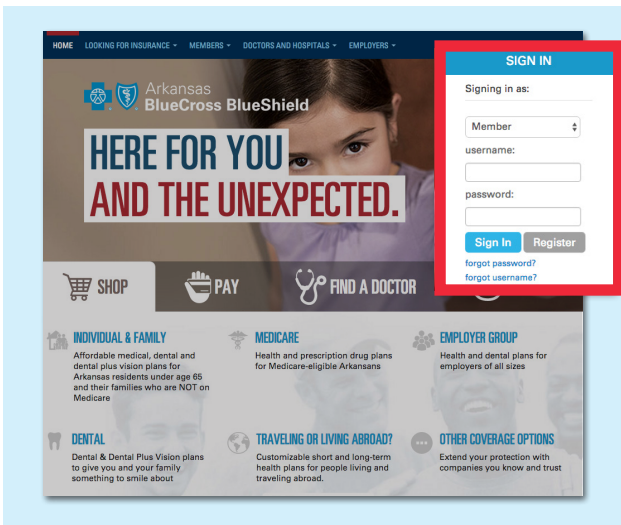 HOME LOOKING FOR INSURANCE MEMBERS DOCTORS AND HOSPITALS EMPLOYERS
Arkansas
BlueCross BlueShield
HERE FOR YOU
AND THE UNEXPECTED.
SIGN IN
Signing in as:
Member
username:
password:
Sign In Register
forgot password?
forgot username?
SHOP PAY FIND A DOCTOR
INDIVIDUAL & FAMILY
Affordable medical, dental and
dental plus vision plans for
Arkansas residents under age 65
and their families who are NOT on
Medicare
MEDICARE
Health and prescription drug plans
for Medicare-eligible Arkansans
EMPLOYER GROUP
Health and dental plans for
employers of all sizes
DENTAL
Dental & Dental Plus Vision plans
to give you and your family
something to smile about
TRAVELING OR LIVING ABROAD?
Customizable short and long-term
health plans for people living and
traveling abroad.
OTHER COVERAGE OPTIONS
Extend your protection with
companies you know and trust